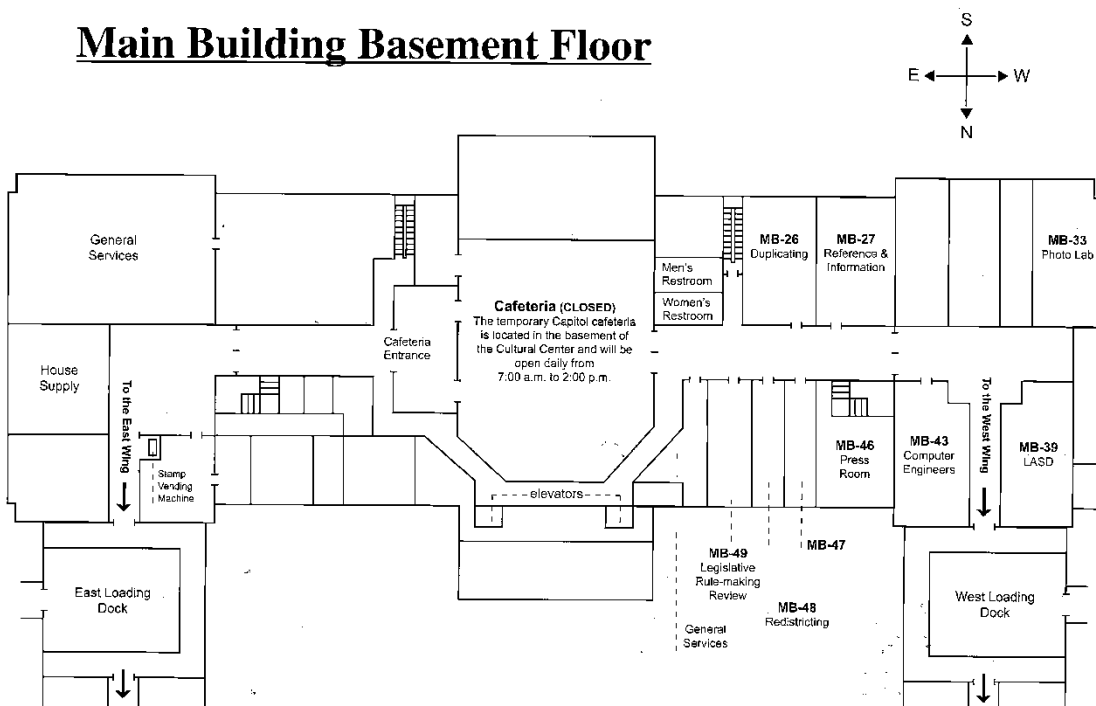 Main Building Basement Floor
S
E
W
N
General
Services
MB-26
Duplicating
MB-27
Reference &
Information
MB-33
Photo Lab
Men's
Restroom
Women's
Restroom
Cafeteria (CLOSED)
The temporary Capitol cafeteria
is located in the basement of
the Cultural Center and will be
open daily from
7:00 a.m. to 2:00 p.m.
Cafeteria
Entrance
House
Supply
To the East Wing
Stamp
Vending
Machine
To the West Wing
MB-46
Press
Room
MB-43
Computer
Engineers
MB-39
LASD
elevators
MB-47
MB-49
Legislative
Rule-making
Review
MB-48
Redistricting
General
Services
East Loading
Dock
West Loading
Dock